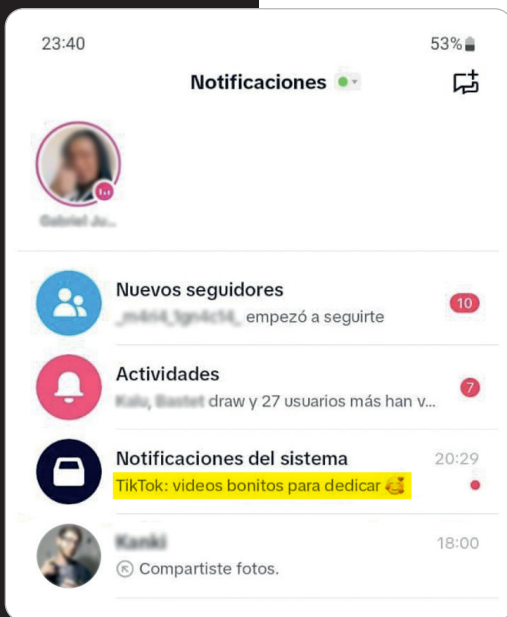 23:40
53%
Notificaciones
Nuevos seguidores
10
empezó a seguirte
Actividades
7
draw y 27 usuarios más han v...
Notificaciones del sistema
20:29
TikTok: videos bonitos para dedicar 🥰
18:00
Compartiste fotos.